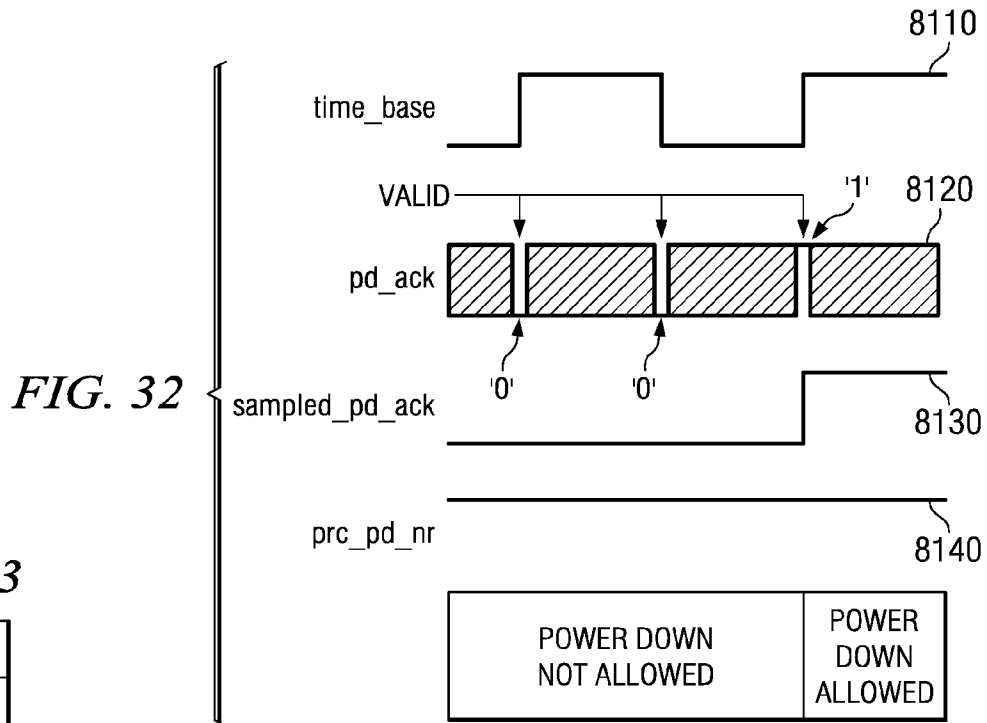 8110
time_base
VALID
'1'
8120
pd_ack
'0' '0'
FIG. 32
sampled_pd_ack
8130
prc_pd_nr
8140
3
POWER DOWN
NOT ALLOWED
POWER
DOWN
ALLOWED